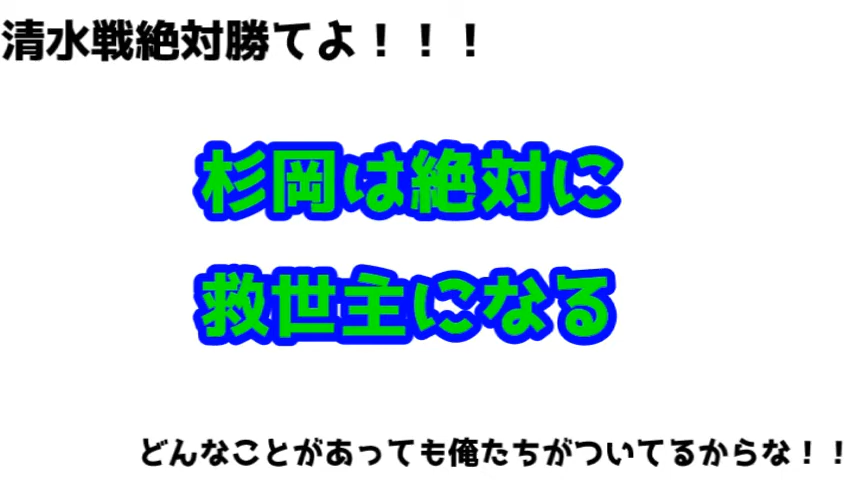 清水戦絶対勝てよ！！！
杉岡は絶対に
救世主になる
どんなことがあっても俺たちがついてるからな！！